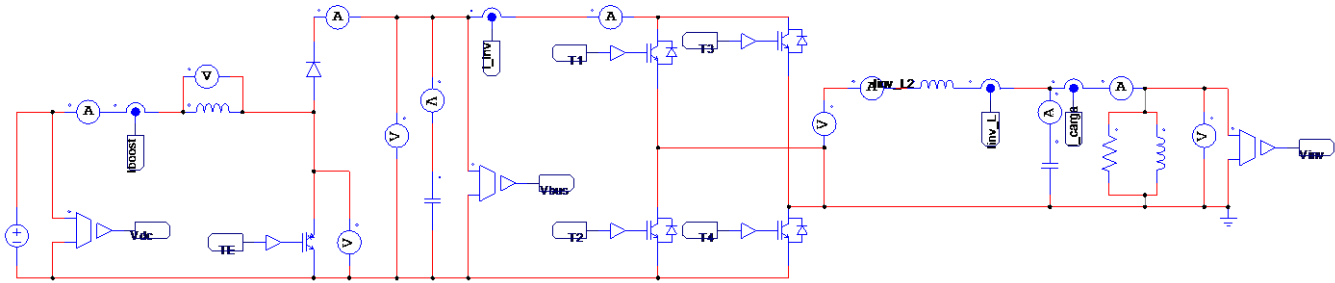 A
V
A
Iboost
Vdc
TE
V
V
A
I_inv
A
Vbus
T1
T3
T2
T4
V
A
Iinv_L2
Iinv_L
A
I_carga
A
V
Vinv